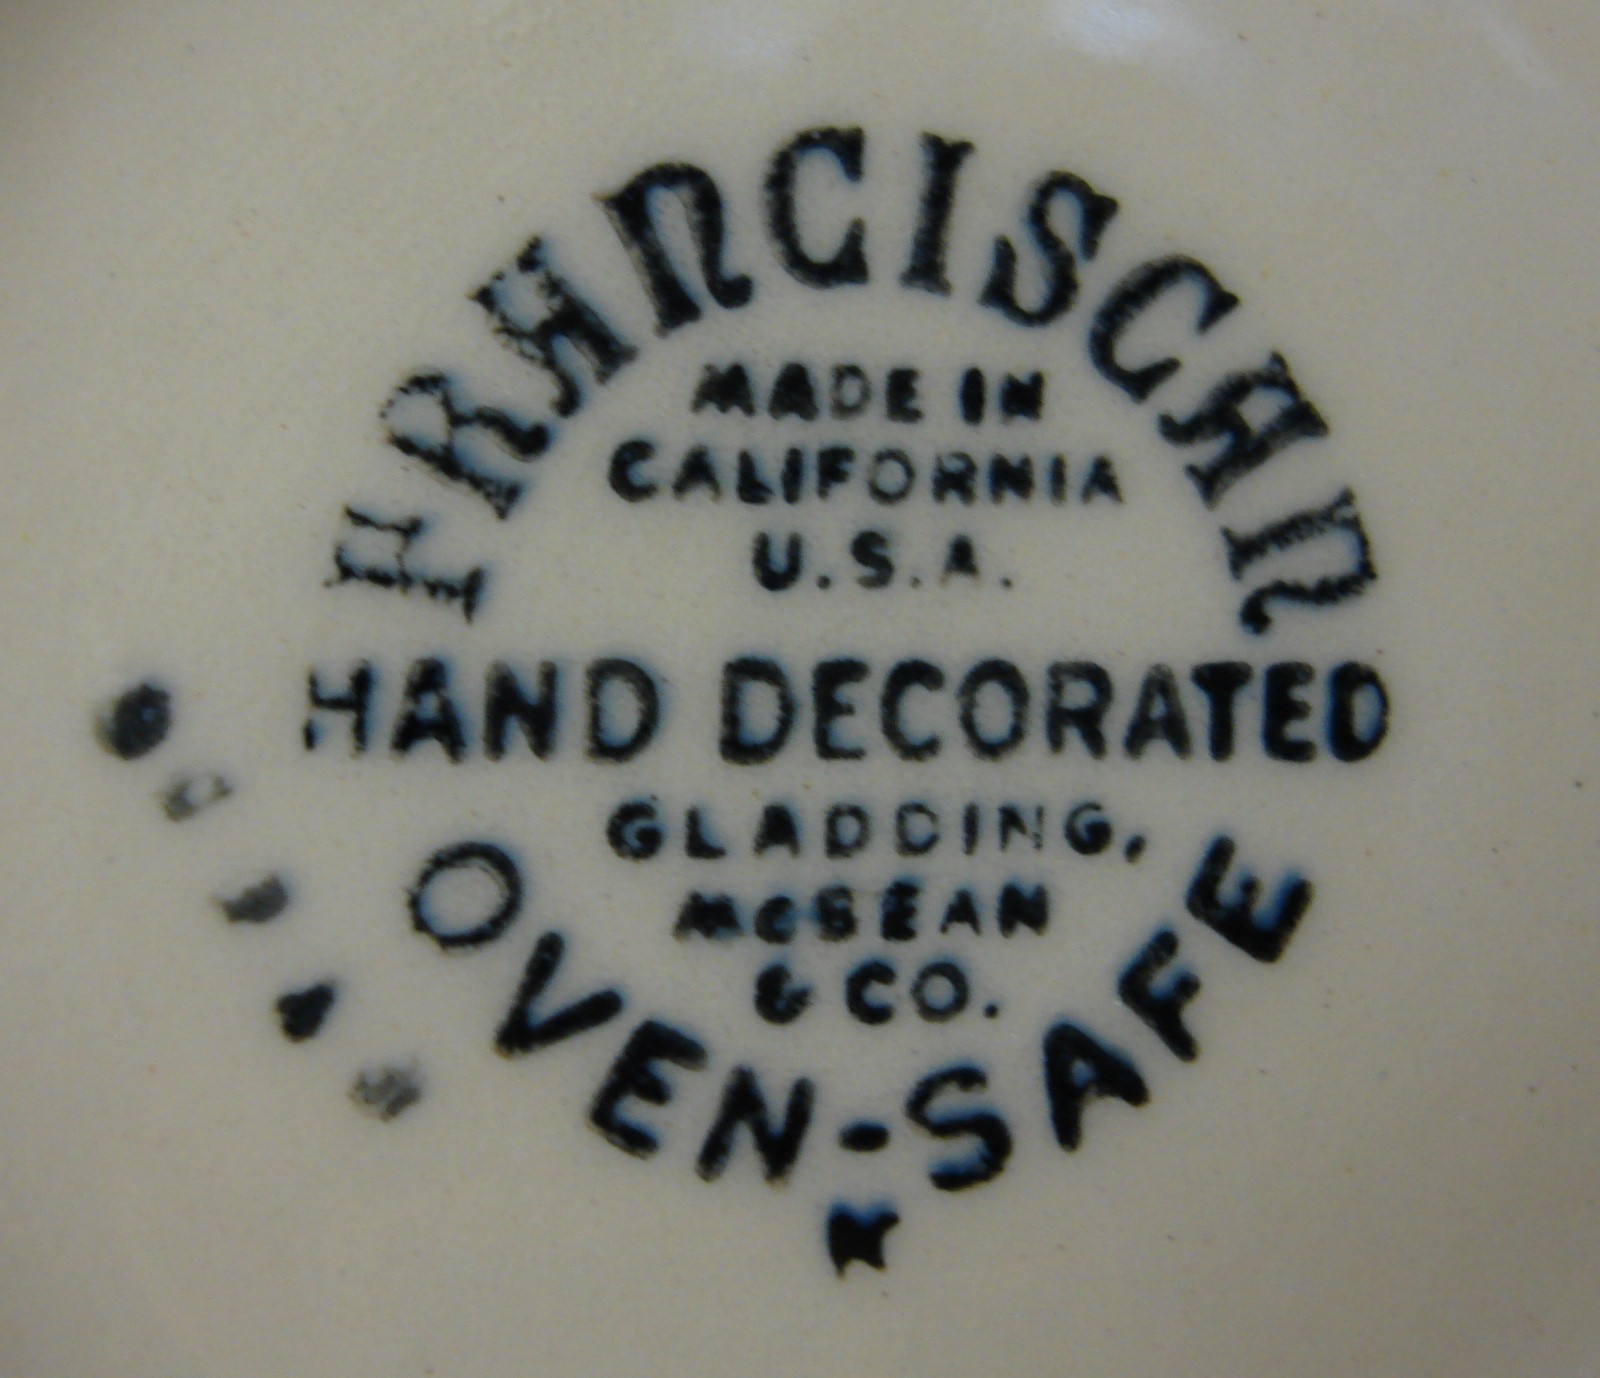 FRANCISCAN
MADE IN
CALIFORNIA
U.S.A.
HAND DECORATED
GLADDING,
McBEAN
& CO.
OVEN-SAFE